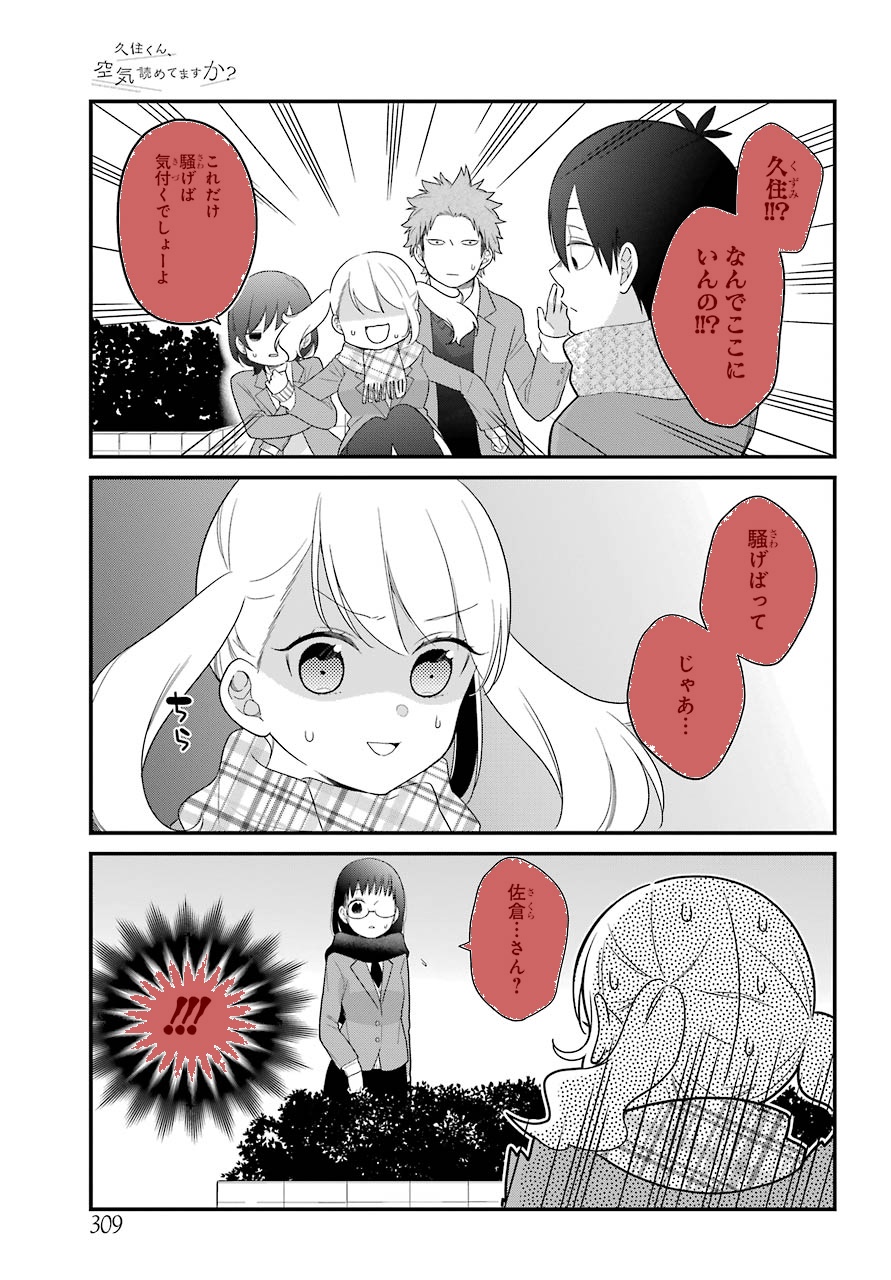 久住くん、
空気読めてますか?
久住!!?
なんでここに
いんの!!?
これだけ
騒げば
気付くでしょーよ
騒げばって
じゃあ…
ちら
佐倉…さん?
!!!
309